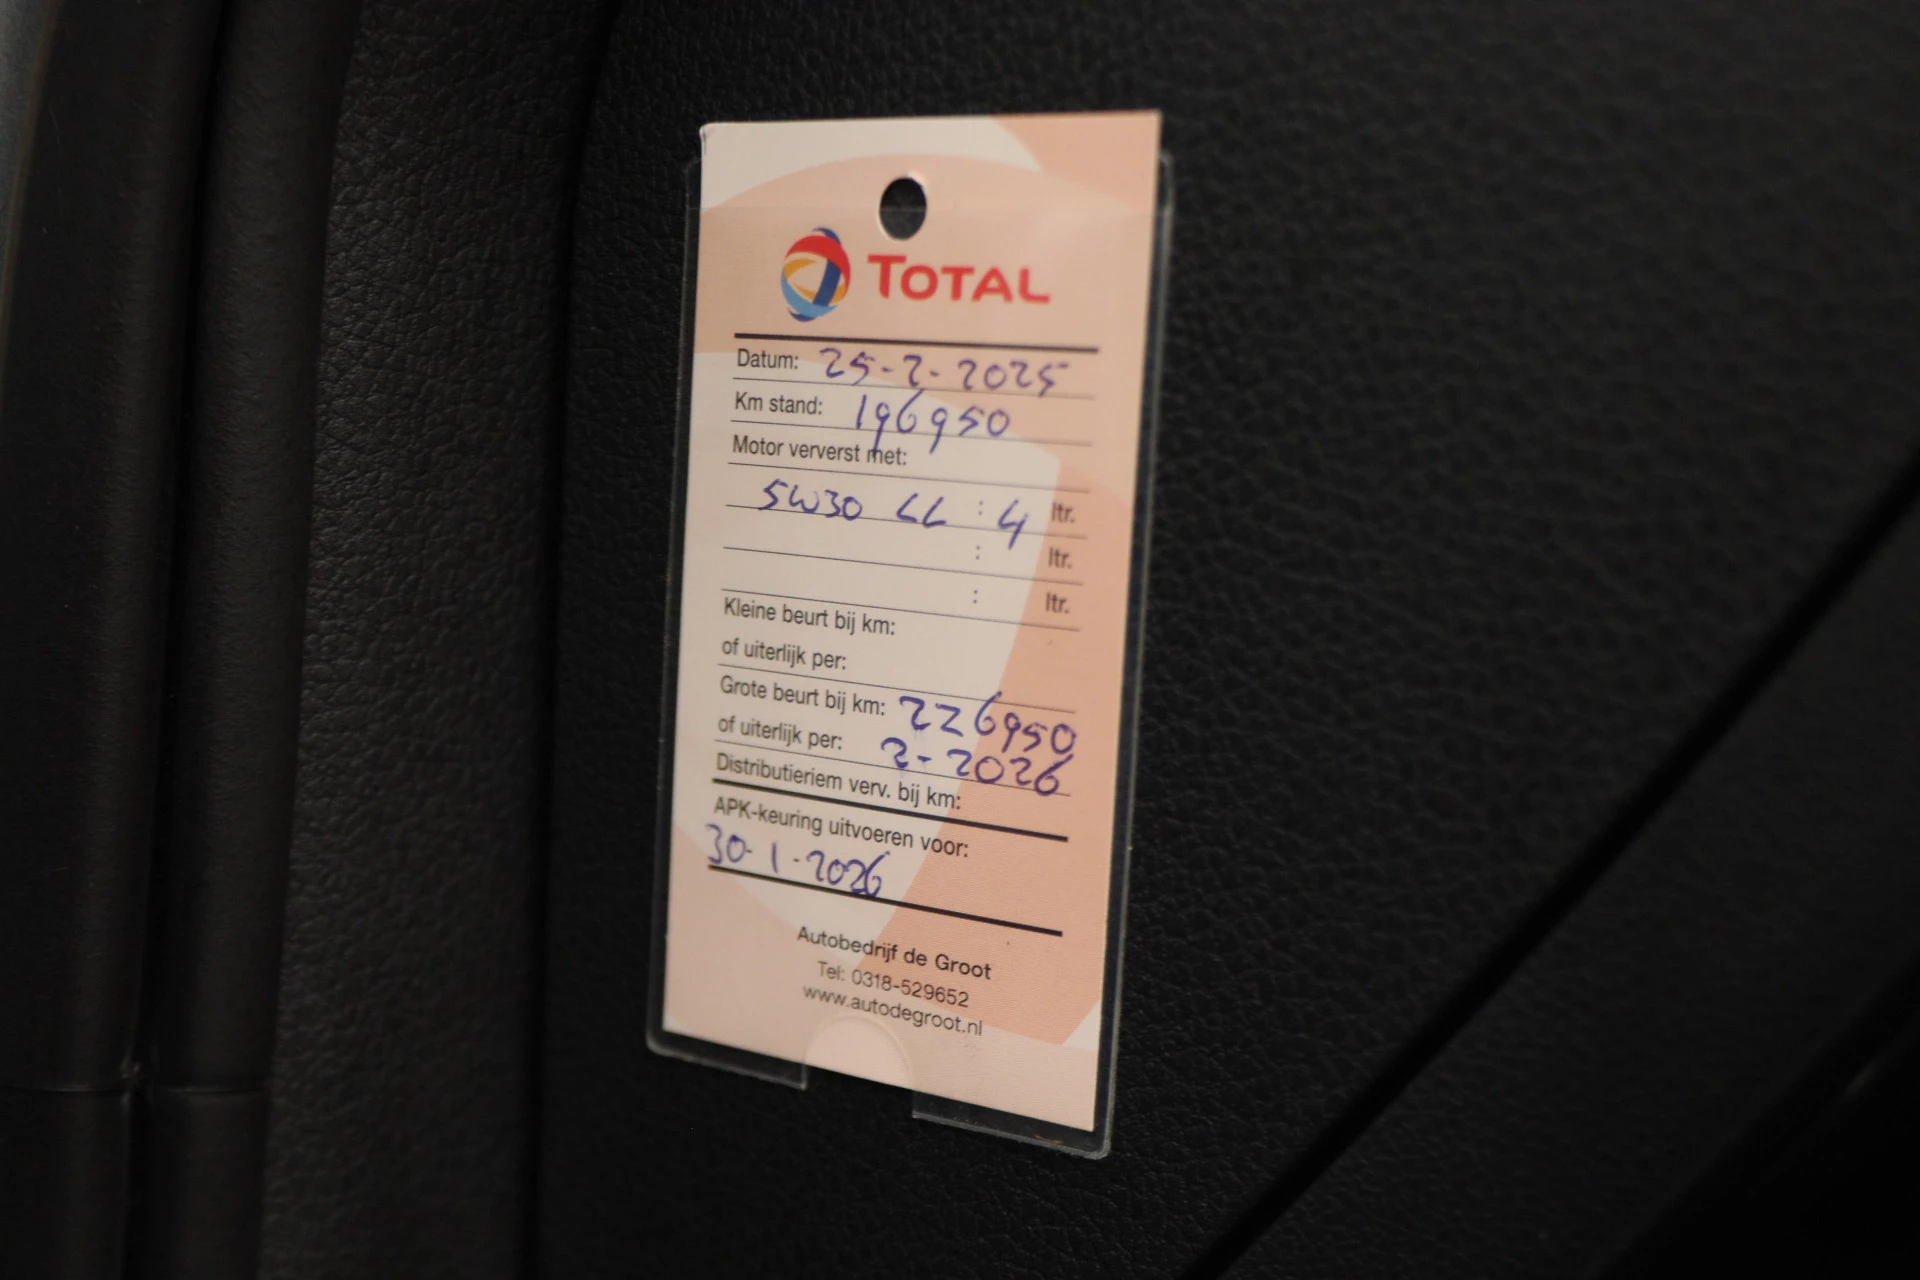 TOTAL
Datum: 25-2-2025
Km stand: 196950
Motor ververst met:
5W30 LL : 4 ltr.
: ltr.
: ltr.
Kleine beurt bij km:
of uiterlijk per:
Grote beurt bij km: 226950
of uiterlijk per: 2-2026
Distributieriem verv. bij km:
APK-keuring uitvoeren voor:
30-1-2026
Autobedrijf de Groot
Tel: 0318-529652
www.autodegroot.nl